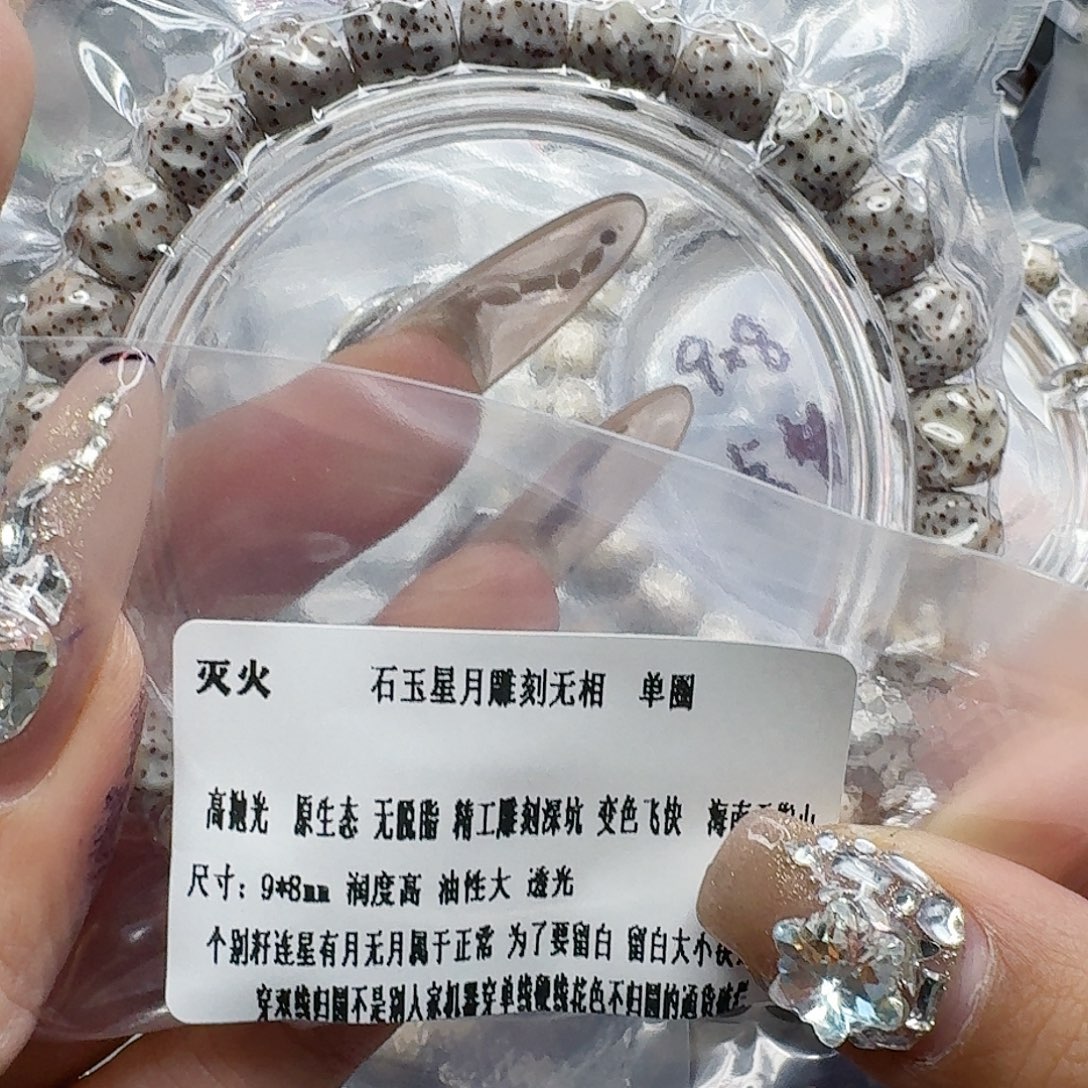 9×8
灭火 石玉星月雕刻无相 单圈
高抛光 原生态 无脱脂 精工雕刻深坑 变色飞快 海南
尺寸：9*8mm 润度高 油性大 透光
个别籽连星有月无月属于正常 为了要留白 留白大小
穿双线归圆不是别人家机器穿单线硬线花色不归圆的通货